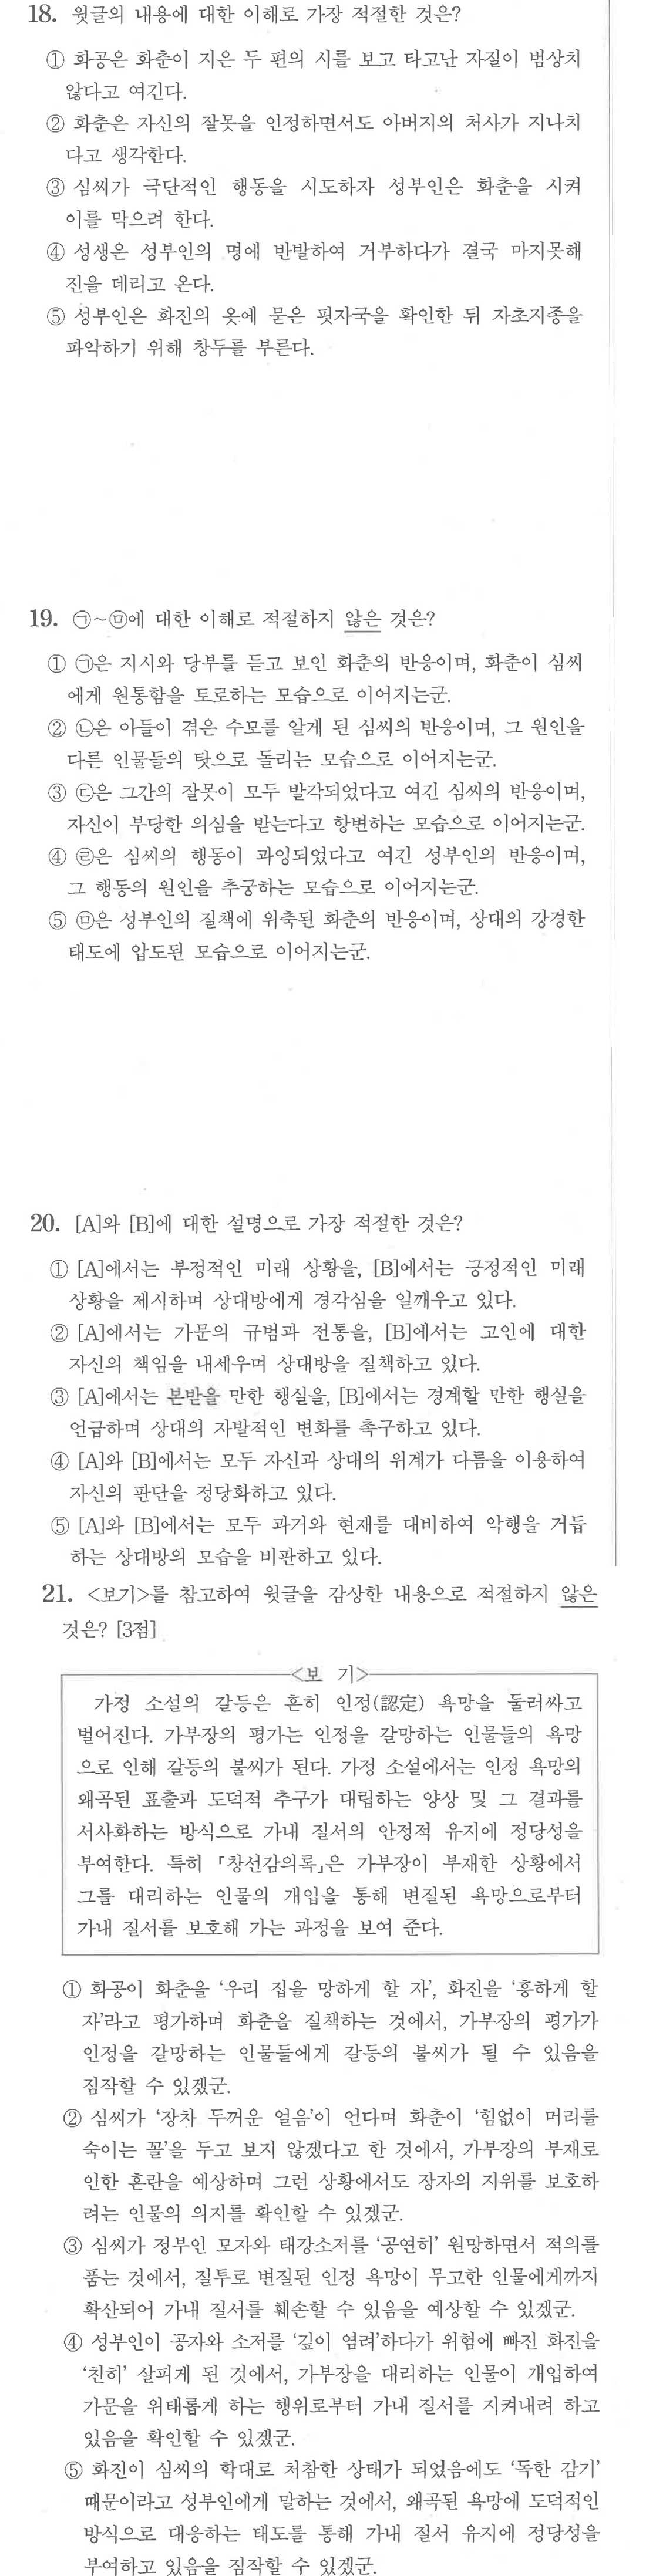 18. 윗글의 내용에 대한 이해로 가장 적절한 것은?
① 화공은 화춘이 지은 두 편의 시를 보고 타고난 자질이 범상치
않다고 여긴다.
② 화춘은 자신의 잘못을 인정하면서도 아버지의 처사가 지나치
다고 생각한다.
③ 심씨가 극단적인 행동을 시도하자 성부인은 화춘을 시켜
이를 막으려 한다.
④ 성생은 성부인의 명에 반발하여 거부하다가 결국 마지못해
진을 데리고 온다.
⑤ 성부인은 화진의 옷에 묻은 핏자국을 확인한 뒤 자초지종을
파악하기 위해 창두를 부른다.
19. ㉠~㉤에 대한 이해로 적절하지 않은 것은?
① ㉠은 지시와 당부를 듣고 보인 화춘의 반응이며, 화춘이 심씨
에게 원통함을 토로하는 모습으로 이어지는군.
② ㉡은 아들이 겪은 수모를 알게 된 심씨의 반응이며, 그 원인을
다른 인물들의 탓으로 돌리는 모습으로 이어지는군.
③ ㉢은 그간의 잘못이 모두 발각되었다고 여긴 심씨의 반응이며,
자신이 부당한 의심을 받는다고 항변하는 모습으로 이어지는군.
④ ㉣은 심씨의 행동이 과잉되었다고 여긴 성부인의 반응이며,
그 행동의 원인을 추궁하는 모습으로 이어지는군.
⑤ ㉤은 성부인의 질책에 위축된 화춘의 반응이며, 상대의 강경한
태도에 압도된 모습으로 이어지는군.
20. [A]와 [B]에 대한 설명으로 가장 적절한 것은?
① [A]에서는 부정적인 미래 상황을, [B]에서는 긍정적인 미래
상황을 제시하며 상대방에게 경각심을 일깨우고 있다.
② [A]에서는 가문의 규범과 전통을, [B]에서는 고인에 대한
자신의 책임을 내세우며 상대방을 질책하고 있다.
③ [A]에서는 본받을 만한 행실을, [B]에서는 경계할 만한 행실을
언급하며 상대의 자발적인 변화를 촉구하고 있다.
④ [A]와 [B]에서는 모두 자신과 상대의 위계가 다름을 이용하여
자신의 판단을 정당화하고 있다.
⑤ [A]와 [B]에서는 모두 과거와 현재를 대비하여 악행을 거듭
하는 상대방의 모습을 비판하고 있다.
21. <보기>를 참고하여 윗글을 감상한 내용으로 적절하지 않은
것은? [3점]
<보 기>
가정 소설의 갈등은 흔히 인정(認定) 욕망을 둘러싸고
벌어진다. 가부장의 평가는 인정을 갈망하는 인물들의 욕망
으로 인해 갈등의 불씨가 된다. 가정 소설에서는 인정 욕망의
왜곡된 표출과 도덕적 추구가 대립하는 양상 및 그 결과를
서사화하는 방식으로 가내 질서의 안정적 유지에 정당성을
부여한다. 특히 「창선감의록」은 가부장이 부재한 상황에서
그를 대리하는 인물의 개입을 통해 변질된 욕망으로부터
가내 질서를 보호해 가는 과정을 보여 준다.
① 화공이 화춘을 ‘우리 집을 망하게 할 자’, 화진을 ‘흥하게 할
자’라고 평가하며 화춘을 질책하는 것에서, 가부장의 평가가
인정을 갈망하는 인물들에게 갈등의 불씨가 될 수 있음을
짐작할 수 있겠군.
② 심씨가 ‘장차 두꺼운 얼음’이 언다며 화춘이 ‘힘없이 머리를
숙이는 꼴’을 두고 보지 않겠다고 한 것에서, 가부장의 부재로
인한 혼란을 예상하며 그런 상황에서도 장자의 지위를 보호하
려는 인물의 의지를 확인할 수 있겠군.
③ 심씨가 정부인 모자와 태강소저를 ‘공연히’ 원망하면서 적의를
품는 것에서, 질투로 변질된 인정 욕망이 무고한 인물에게까지
확산되어 가내 질서를 훼손할 수 있음을 예상할 수 있겠군.
④ 성부인이 공자와 소저를 ‘깊이 염려’하다가 위험에 빠진 화진을
‘친히’ 살피게 된 것에서, 가부장을 대리하는 인물이 개입하여
가문을 위태롭게 하는 행위로부터 가내 질서를 지켜내려 하고
있음을 확인할 수 있겠군.
⑤ 화진이 심씨의 학대로 처참한 상태가 되었음에도 ‘독한 감기’
때문이라고 성부인에게 말하는 것에서, 왜곡된 욕망에 도덕적인
방식으로 대응하는 태도를 통해 가내 질서 유지에 정당성을
부여하고 있음을 짐작할 수 있겠군.